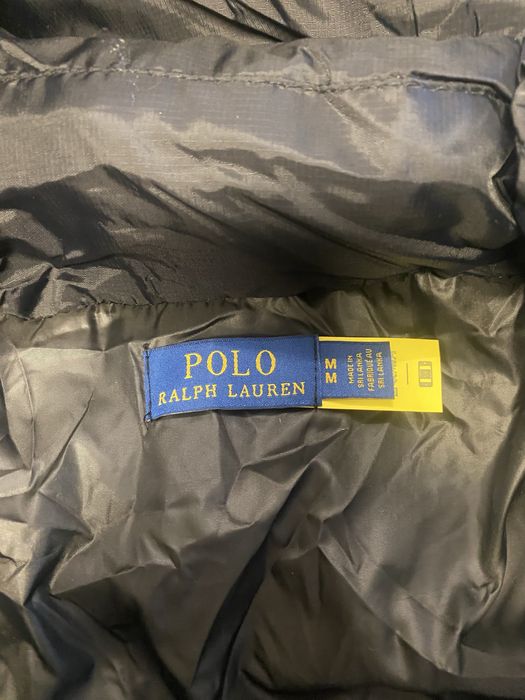 POLO
RALPH LAUREN
M
M
MADE IN
SRI LANKA
FABRIQUÉ AU
SRI LANKA